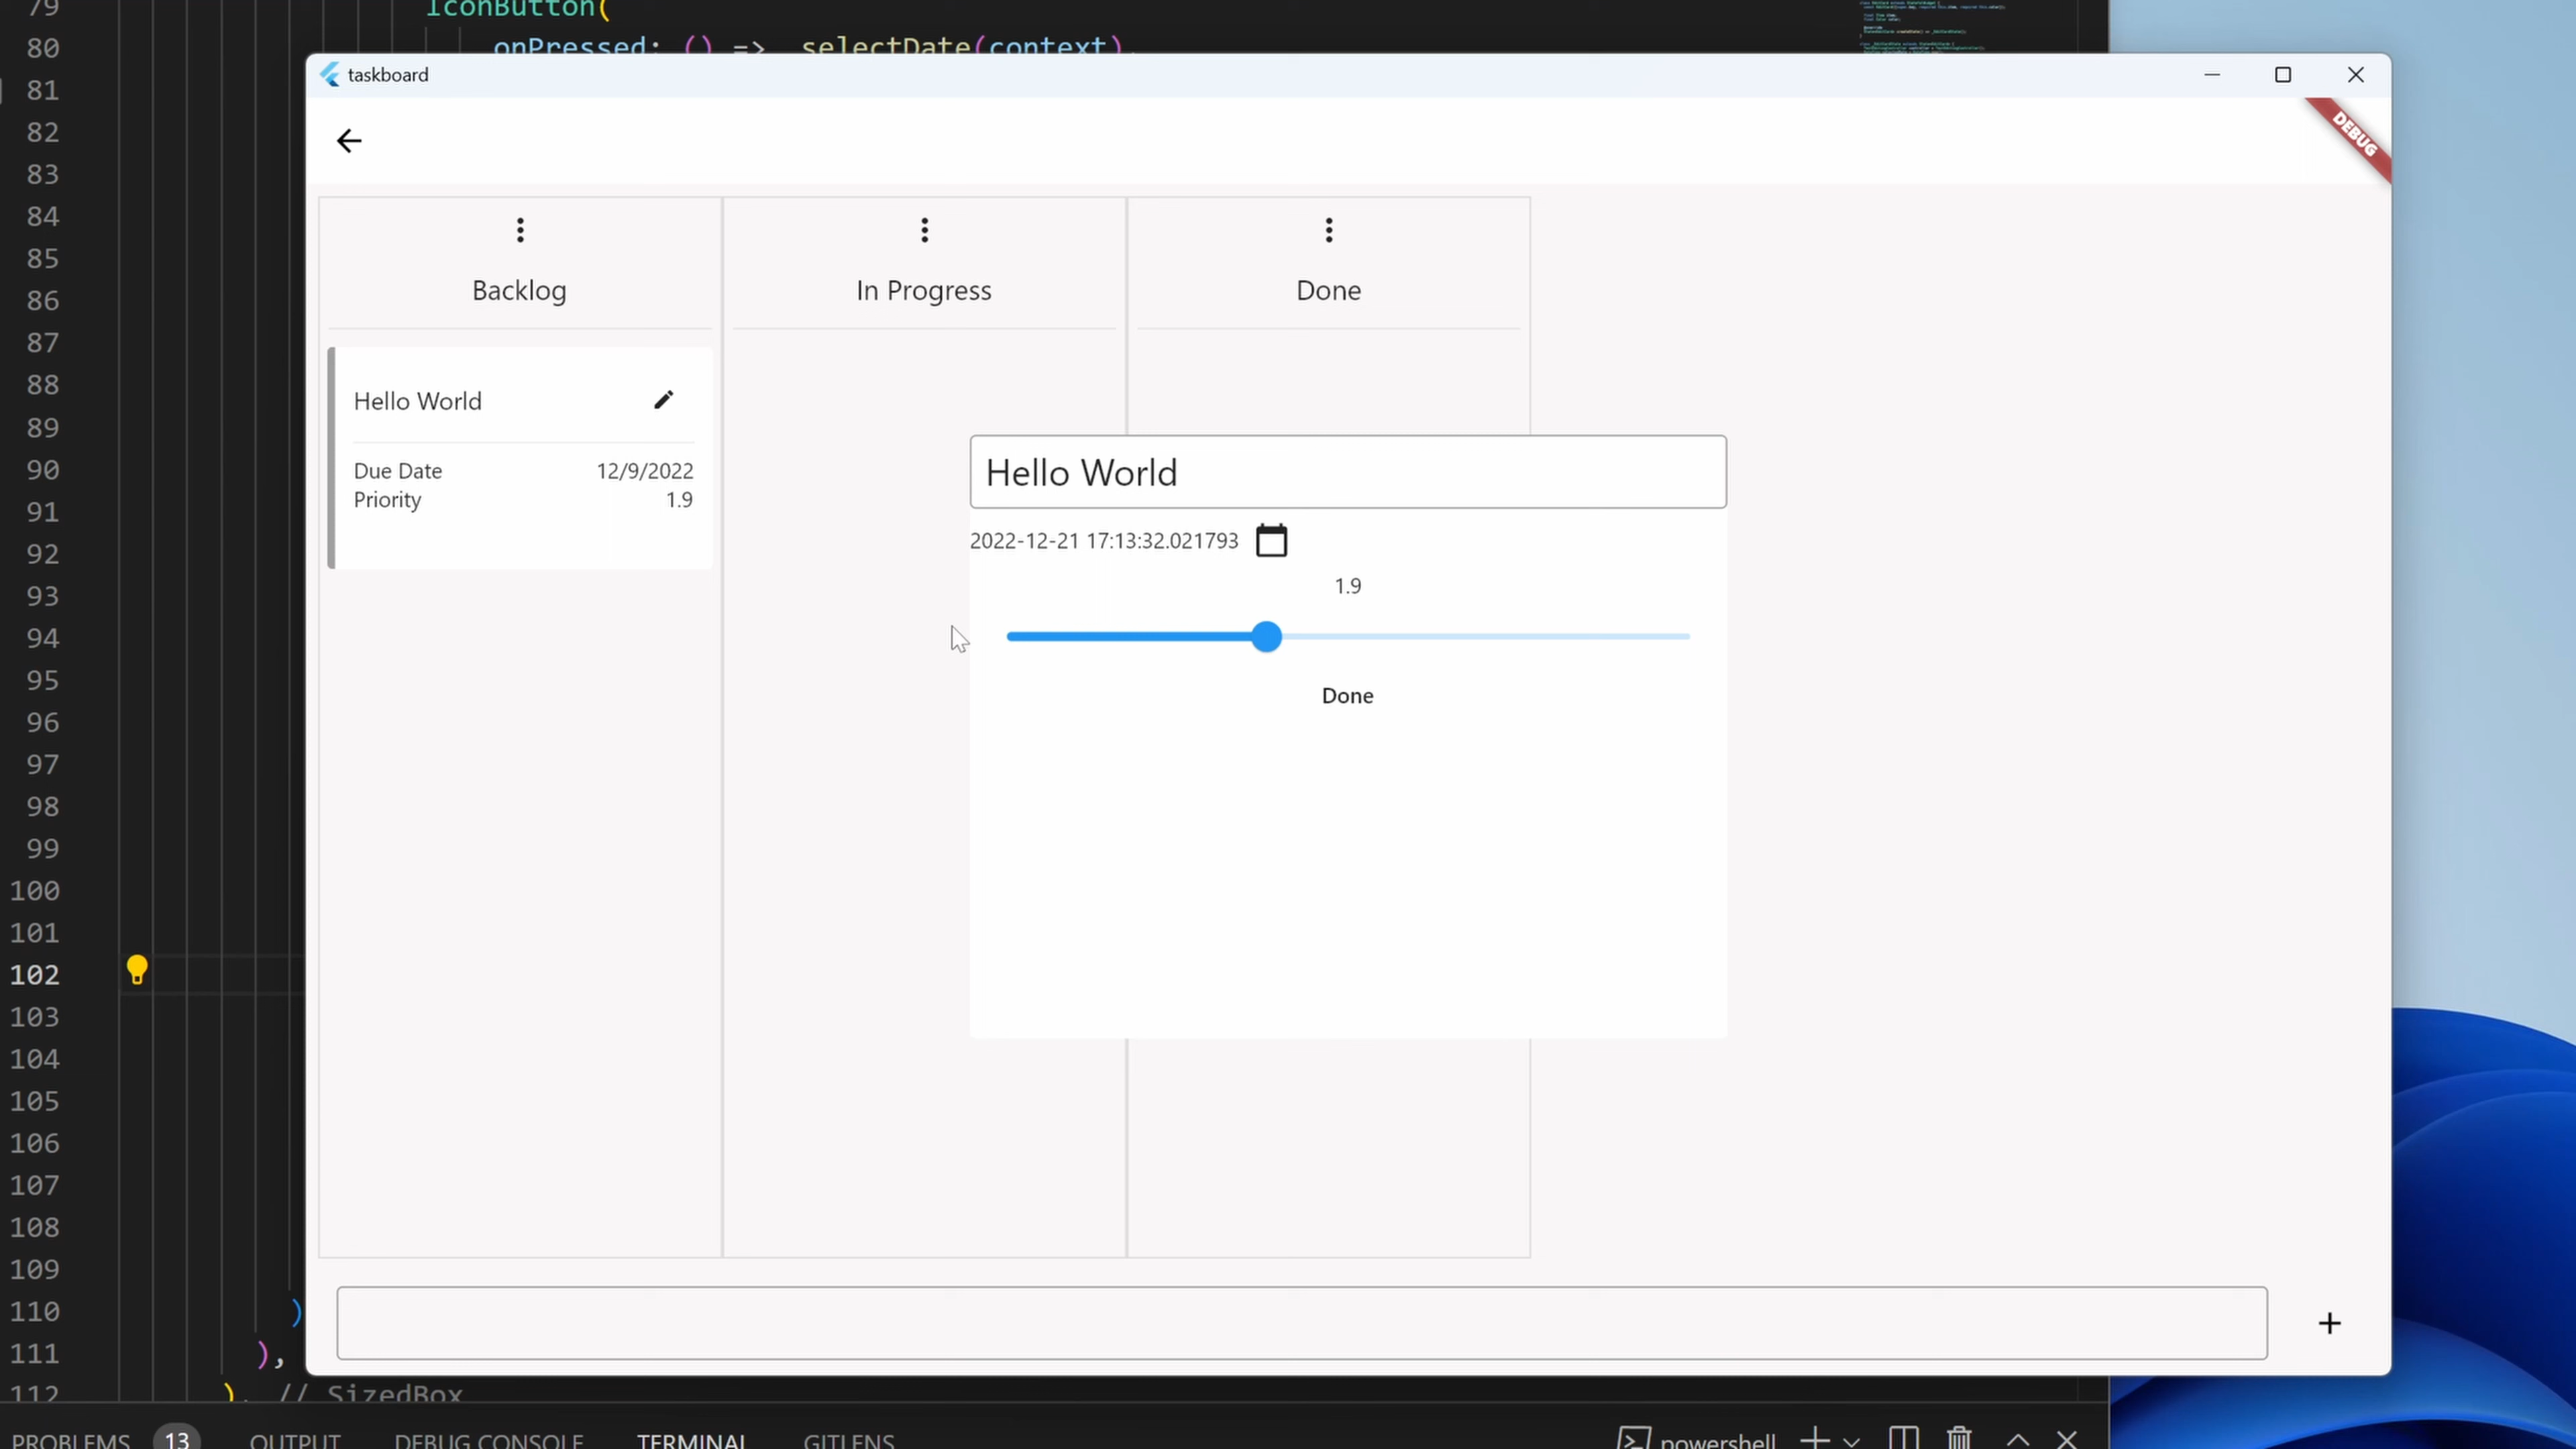 79 IconButton(
80 onPressed: () => _selectDate(context),
taskboard
81
82
83
84
85
86
87
88
89
90
91
92
93
94
95
96
97
98
99
100
101
102
103
104
105
106
107
108
109
110 )
111 ),
112 ), // SizedBox
DEBUG
Backlog
In Progress
Done
Hello World
Due Date 12/9/2022
Priority 1.9
Hello World
2022-12-21 17:13:32.021793
1.9
Done
PROBLEMS 13 OUTPUT DEBUG CONSOLE TERMINAL GITLENS powershell